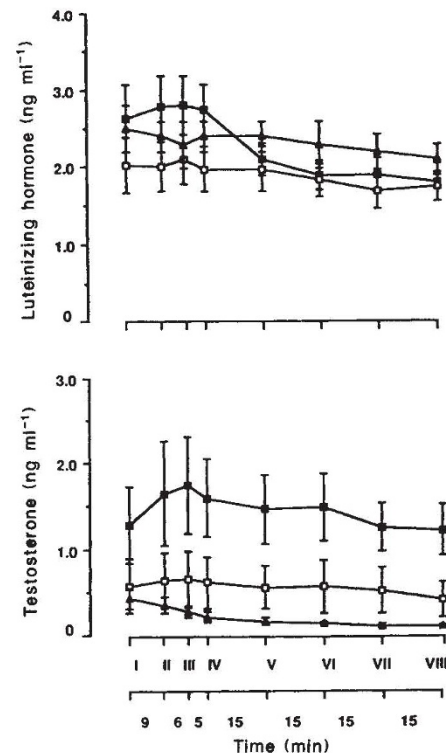 4.0
3.0
2.0
1.0
0
Luteinizing hormone (ng ml⁻¹)
3.0
2.0
1.0
0
Testosterone (ng ml⁻¹)
I II III IV V VI VII VIII
9 6 5 15 15 15 15
Time (min)